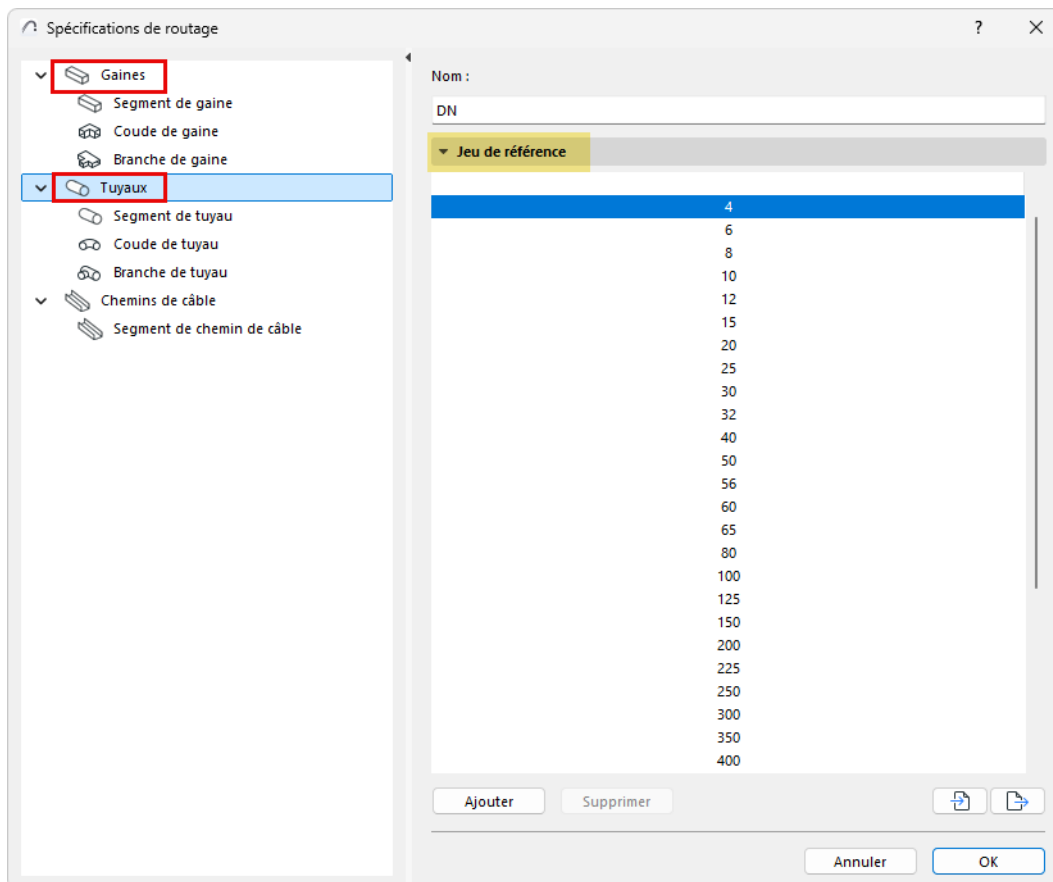 Spécifications de routage
?
Gaines
Segment de gaine
Coude de gaine
Branche de gaine
Tuyaux
Segment de tuyau
Coude de tuyau
Branche de tuyau
Chemins de câble
Segment de chemin de câble
Nom :
DN
Jeu de référence
4
6
8
10
12
15
20
25
30
32
40
50
56
60
65
80
100
125
150
200
225
250
300
350
400
Ajouter
Supprimer
Annuler
OK